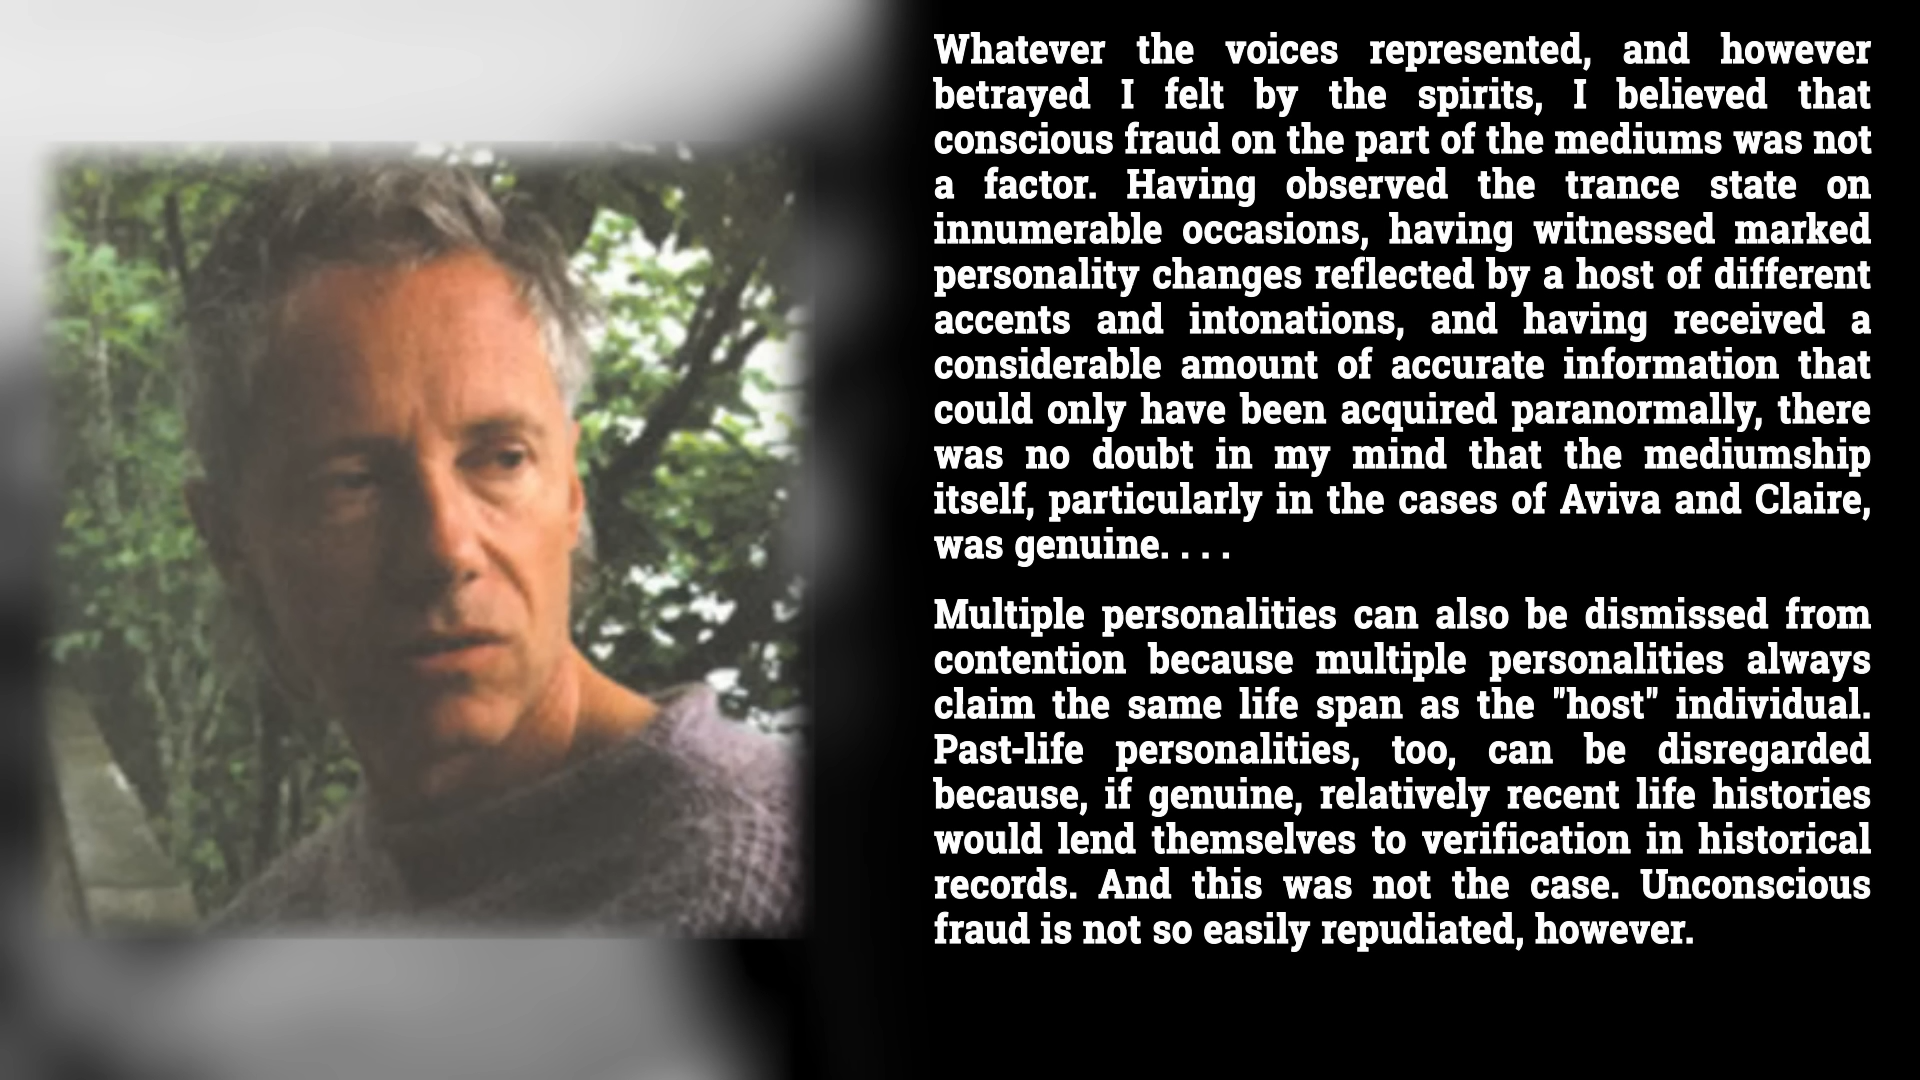 Whatever the voices represented, and however
betrayed I felt by the spirits, I believed that
conscious fraud on the part of the mediums was not
a factor. Having observed the trance state on
innumerable occasions, having witnessed marked
personality changes reflected by a host of different
accents and intonations, and having received a
considerable amount of accurate information that
could only have been acquired paranormally, there
was no doubt in my mind that the mediumship
itself, particularly in the cases of Aviva and Claire,
was genuine. . . .
Multiple personalities can also be dismissed from
contention because multiple personalities always
claim the same life span as the "host" individual.
Past-life personalities, too, can be disregarded
because, if genuine, relatively recent life histories
would lend themselves to verification in historical
records. And this was not the case. Unconscious
fraud is not so easily repudiated, however.